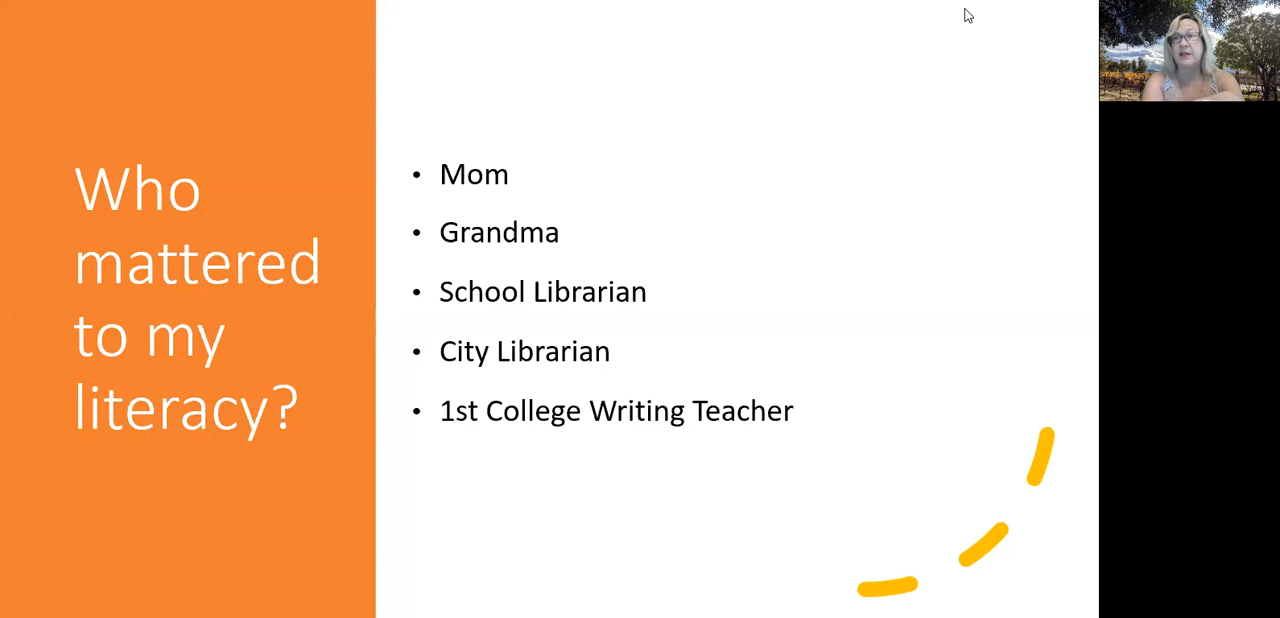 Who
mattered
to my
literacy?
• Mom
• Grandma
• School Librarian
• City Librarian
• 1st College Writing Teacher